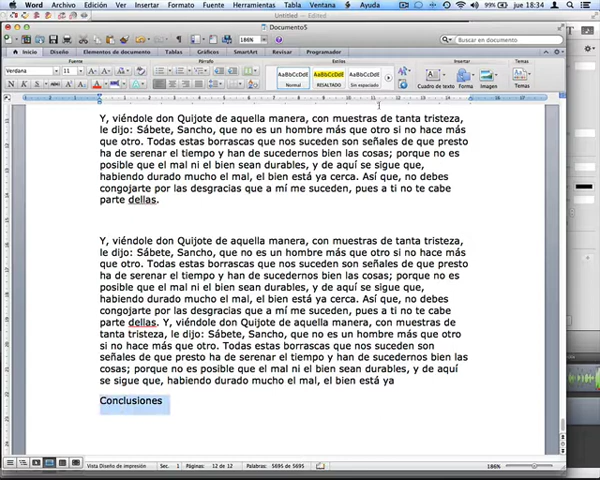 Word Archivo Edición Ver Insertar Formato Fuente Herramientas Tabla Ventana Ayuda 99% jue 18:34
Untitled — Edited
Documento5
186%
Buscar en documento
Inicio Diseño Elementos de documento Tablas Gráficos SmartArt Revisar Programador
Fuente Párrafo Estilos Insertar Temas
Verdana 11
AaBbCcDdE AaBbCcDdE AaBbCcDdE
Normal RESALTADO Sin espaciado
Cuadro de texto Forma Imagen Temas
Y, viéndole don Quijote de aquella manera, con muestras de tanta tristeza,
le dijo: Sábete, Sancho, que no es un hombre más que otro si no hace más
que otro. Todas estas borrascas que nos suceden son señales de que presto
ha de serenar el tiempo y han de sucedernos bien las cosas; porque no es
posible que el mal ni el bien sean durables, y de aquí se sigue que,
habiendo durado mucho el mal, el bien está ya cerca. Así que, no debes
congojarte por las desgracias que a mí me suceden, pues a ti no te cabe
parte dellas.
Y, viéndole don Quijote de aquella manera, con muestras de tanta tristeza,
le dijo: Sábete, Sancho, que no es un hombre más que otro si no hace más
que otro. Todas estas borrascas que nos suceden son señales de que presto
ha de serenar el tiempo y han de sucedernos bien las cosas; porque no es
posible que el mal ni el bien sean durables, y de aquí se sigue que,
habiendo durado mucho el mal, el bien está ya cerca. Así que, no debes
congojarte por las desgracias que a mí me suceden, pues a ti no te cabe
parte dellas. Y, viéndole don Quijote de aquella manera, con muestras de
tanta tristeza, le dijo: Sábete, Sancho, que no es un hombre más que otro
si no hace más que otro. Todas estas borrascas que nos suceden son
señales de que presto ha de serenar el tiempo y han de sucedernos bien las
cosas; porque no es posible que el mal ni el bien sean durables, y de aquí
se sigue que, habiendo durado mucho el mal, el bien está ya
Conclusiones
Vista Diseño de impresión Sec. 1 Páginas: 12 de 12 Palabras: 5695 de 5695 186%